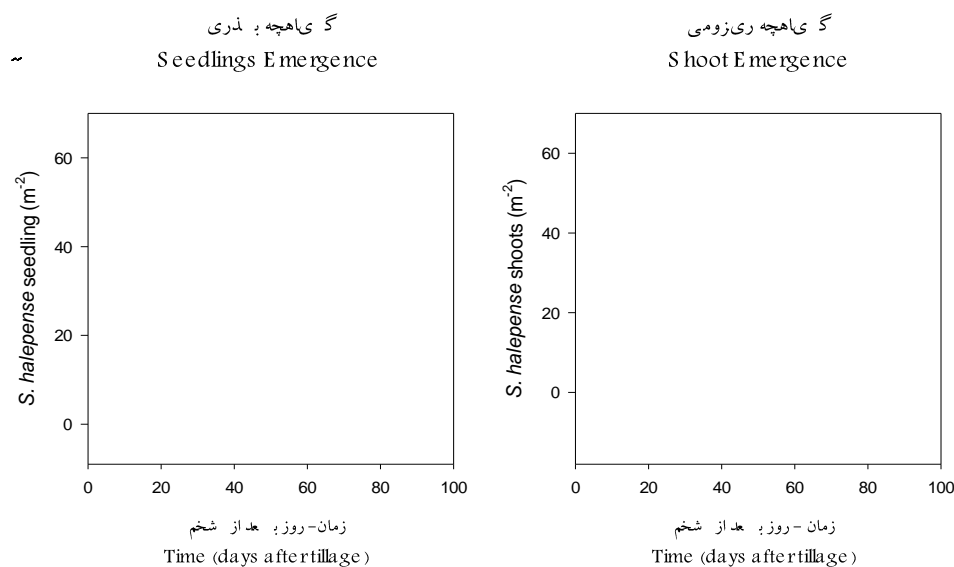 گیاهچه بذری
Seedlings Emergence
~
60
40
20
0
S. halepense seedling (m-2)
0 20 40 60 80 100
زمان-روز بعد از شخم
Time (days after tillage)
گیاهچه ریزومی
Shoot Emergence
60
40
20
0
S. halepense shoots (m-2)
0 20 40 60 80 100
زمان - روز بعد از شخم
Time (days after tillage)